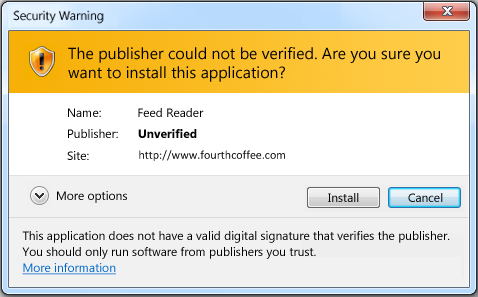 Security Warning
The publisher could not be verified. Are you sure you
want to install this application?
Name: Feed Reader
Publisher: Unverified
Site: http://www.fourthcoffee.com
More options Install Cancel
This application does not have a valid digital signature that verifies the publisher.
You should only run software from publishers you trust.
More information